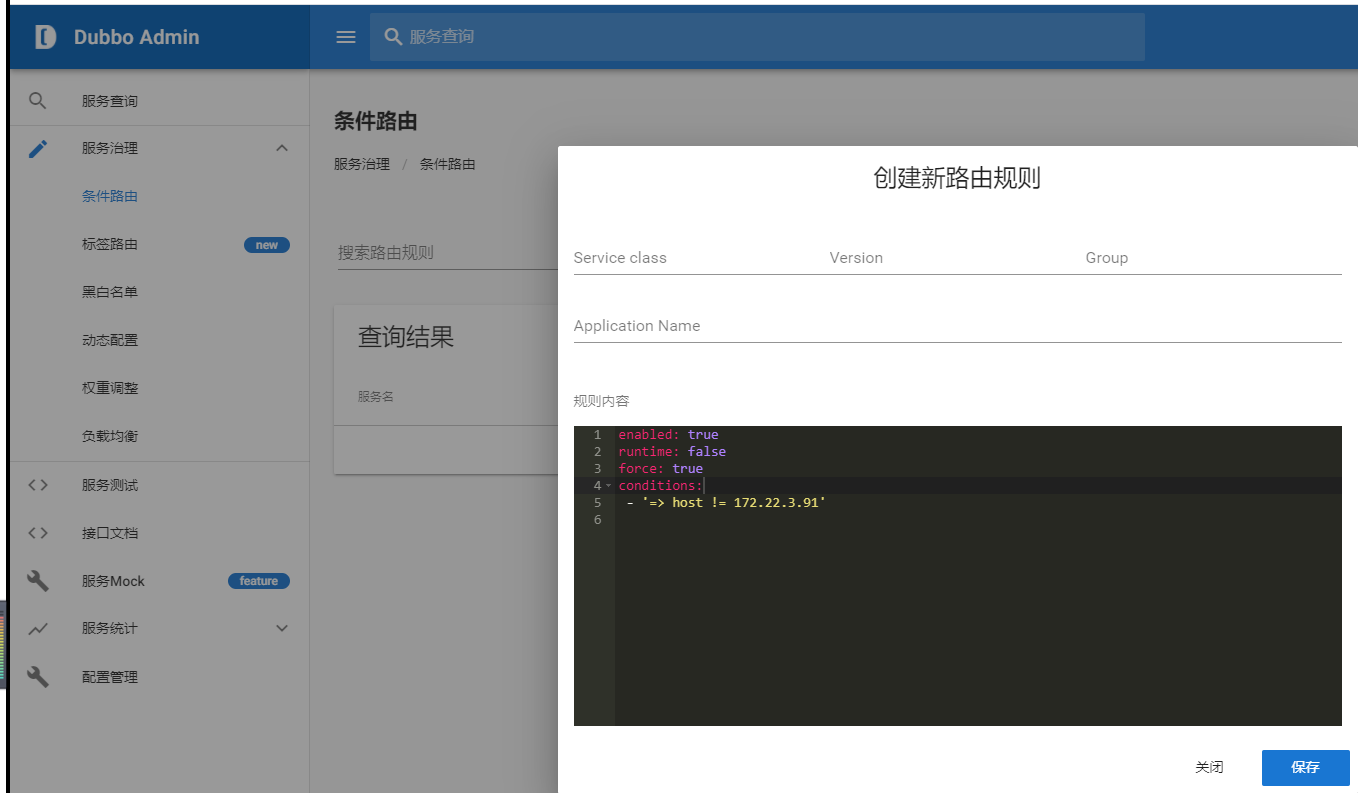 Dubbo Admin
服务查询
服务查询
服务治理
条件路由
标签路由 new
黑白名单
动态配置
权重调整
负载均衡
服务测试
接口文档
服务Mock feature
服务统计
配置管理
条件路由
服务治理 / 条件路由
搜索路由规则
查询结果
服务名
创建新路由规则
Service class Version Group
Application Name
规则内容
1 enabled: true
2 runtime: false
3 force: true
4 conditions:
5 - '=> host != 172.22.3.91'
6
关闭 保存